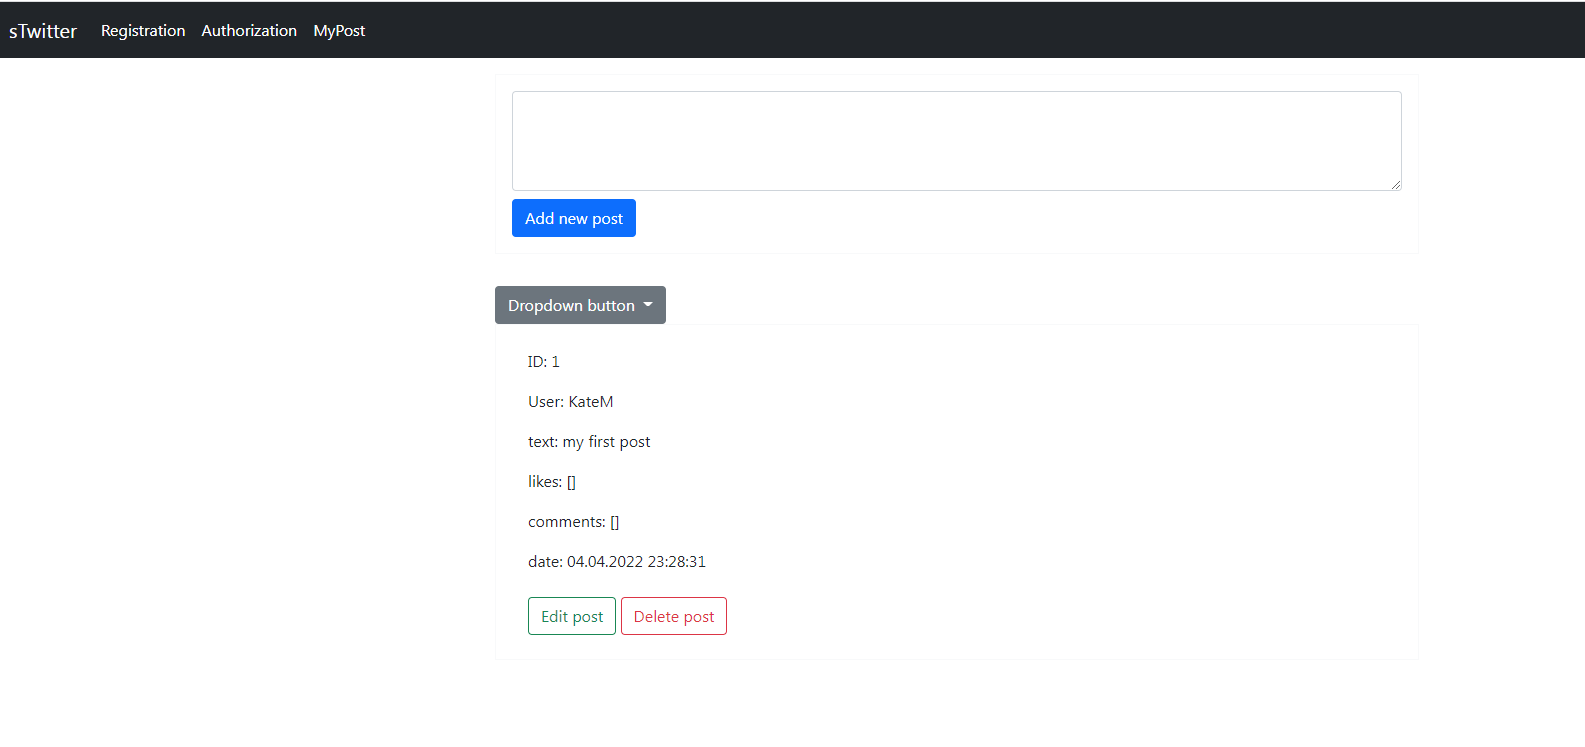 sTwitter Registration Authorization MyPost
Add new post
Dropdown button
ID: 1
User: KateM
text: my first post
likes: []
comments: []
date: 04.04.2022 23:28:31
Edit post Delete post